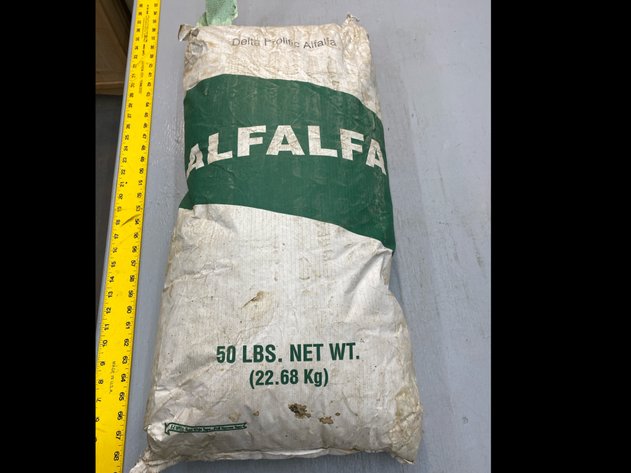 Delta Prolific Alfalfa
ALFALFA
50 LBS. NET WT.
(22.68 Kg)